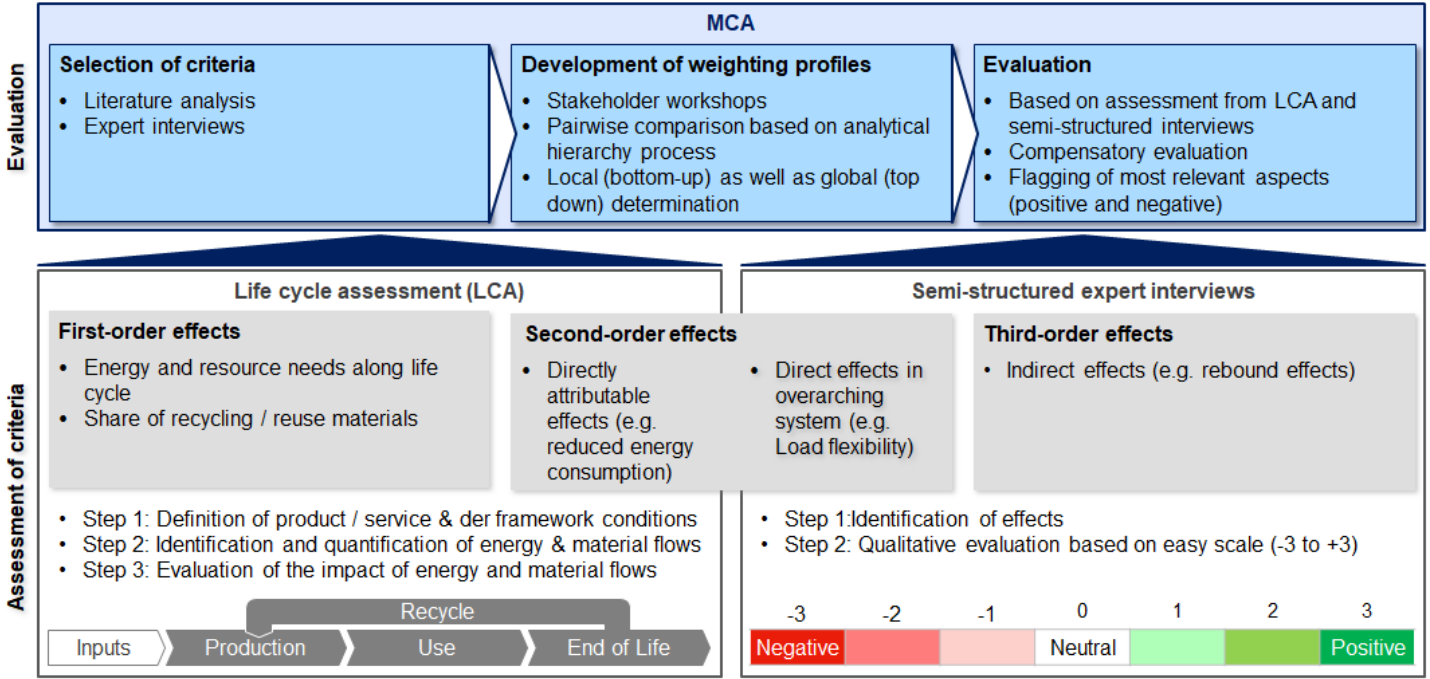 MCA
Evaluation
Selection of criteria
• Literature analysis
• Expert interviews
Development of weighting profiles
• Stakeholder workshops
• Pairwise comparison based on analytical
hierarchy process
• Local (bottom-up) as well as global (top
down) determination
Evaluation
• Based on assessment from LCA and
semi-structured interviews
• Compensatory evaluation
• Flagging of most relevant aspects
(positive and negative)
Assessment of criteria
Life cycle assessment (LCA)
First-order effects
• Energy and resource needs along life
cycle
• Share of recycling / reuse materials
Semi-structured expert interviews
Second-order effects
• Directly
attributable
effects (e.g.
reduced energy
consumption)
• Direct effects in
overarching
system (e.g.
Load flexibility)
Third-order effects
• Indirect effects (e.g. rebound effects)
• Step 1: Definition of product / service & der framework conditions
• Step 2: Identification and quantification of energy & material flows
• Step 3: Evaluation of the impact of energy and material flows
Recycle
Inputs
Production
Use
End of Life
• Step 1:Identification of effects
• Step 2: Qualitative evaluation based on easy scale (-3 to +3)
-3 -2 -1 0 1 2 3
Negative Neutral Positive